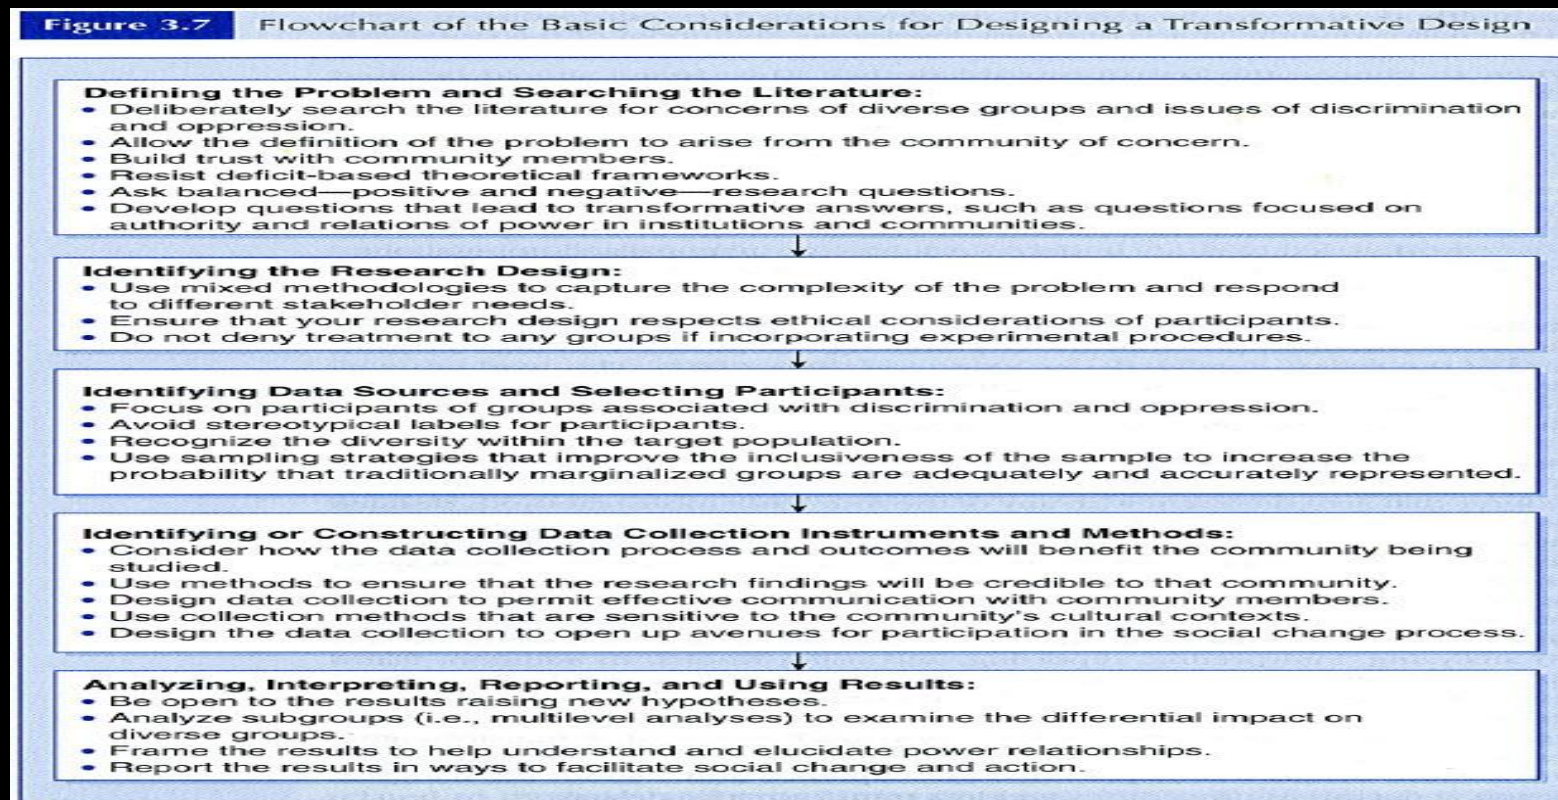 Figure 3.7 Flowchart of the Basic Considerations for Designing a Transformative Design
Defining the Problem and Searching the Literature:
• Deliberately search the literature for concerns of diverse groups and issues of discrimination
and oppression.
• Allow the definition of the problem to arise from the community of concern.
• Build trust with community members.
• Resist deficit-based theoretical frameworks.
• Ask balanced—positive and negative—research questions.
• Develop questions that lead to transformative answers, such as questions focused on
authority and relations of power in institutions and communities.
↓
Identifying the Research Design:
• Use mixed methodologies to capture the complexity of the problem and respond
to different stakeholder needs.
• Ensure that your research design respects ethical considerations of participants.
• Do not deny treatment to any groups if incorporating experimental procedures.
↓
Identifying Data Sources and Selecting Participants:
• Focus on participants of groups associated with discrimination and oppression.
• Avoid stereotypical labels for participants.
• Recognize the diversity within the target population.
• Use sampling strategies that improve the inclusiveness of the sample to increase the
probability that traditionally marginalized groups are adequately and accurately represented.
↓
Identifying or Constructing Data Collection Instruments and Methods:
• Consider how the data collection process and outcomes will benefit the community being
studied.
• Use methods to ensure that the research findings will be credible to that community.
• Design data collection to permit effective communication with community members.
• Use collection methods that are sensitive to the community's cultural contexts.
• Design the data collection to open up avenues for participation in the social change process.
↓
Analyzing, Interpreting, Reporting, and Using Results:
• Be open to the results raising new hypotheses.
• Analyze subgroups (i.e., multilevel analyses) to examine the differential impact on
diverse groups.
• Frame the results to help understand and elucidate power relationships.
• Report the results in ways to facilitate social change and action.